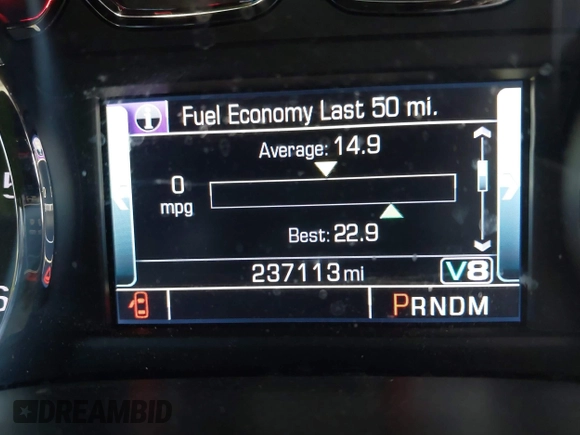 Fuel Economy Last 50 mi.
Average: 14.9
0
mpg
Best: 22.9
237113 mi
V8
PRNDM
DREAMBID